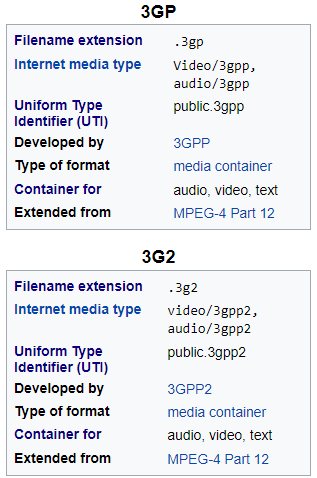 3GP
Filename extension .3gp
Internet media type Video/3gpp,
audio/3gpp
Uniform Type public.3gpp
Identifier (UTI)
Developed by 3GPP
Type of format media container
Container for audio, video, text
Extended from MPEG-4 Part 12
3G2
Filename extension .3g2
Internet media type video/3gpp2,
audio/3gpp2
Uniform Type public.3gpp2
Identifier (UTI)
Developed by 3GPP2
Type of format media container
Container for audio, video, text
Extended from MPEG-4 Part 12